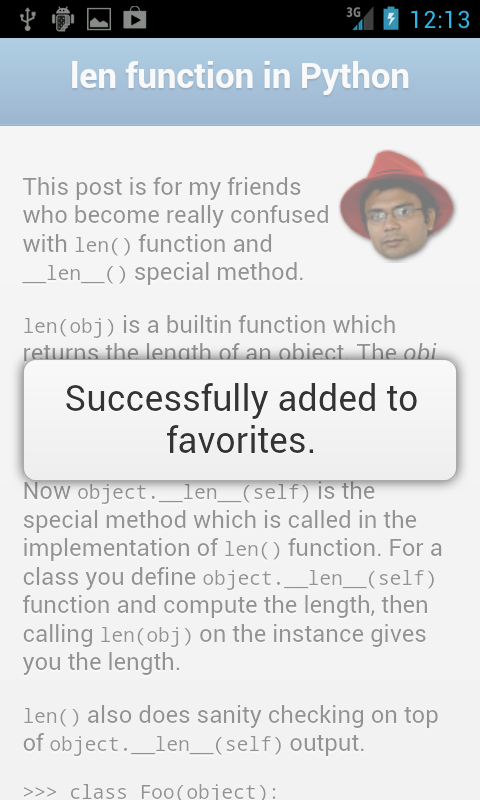 3G 12:13
len function in Python
This post is for my friends
who become really confused
with len() function and
__len__() special method.
len(obj) is a builtin function which
returns the length of an object. The obj
Successfully added to
favorites.
Now object.__len__(self) is the
special method which is called in the
implementation of len() function. For a
class you define object.__len__(self)
function and compute the length, then
calling len(obj) on the instance gives
you the length.
len() also does sanity checking on top
of object.__len__(self) output.
>>> class Foo(object):